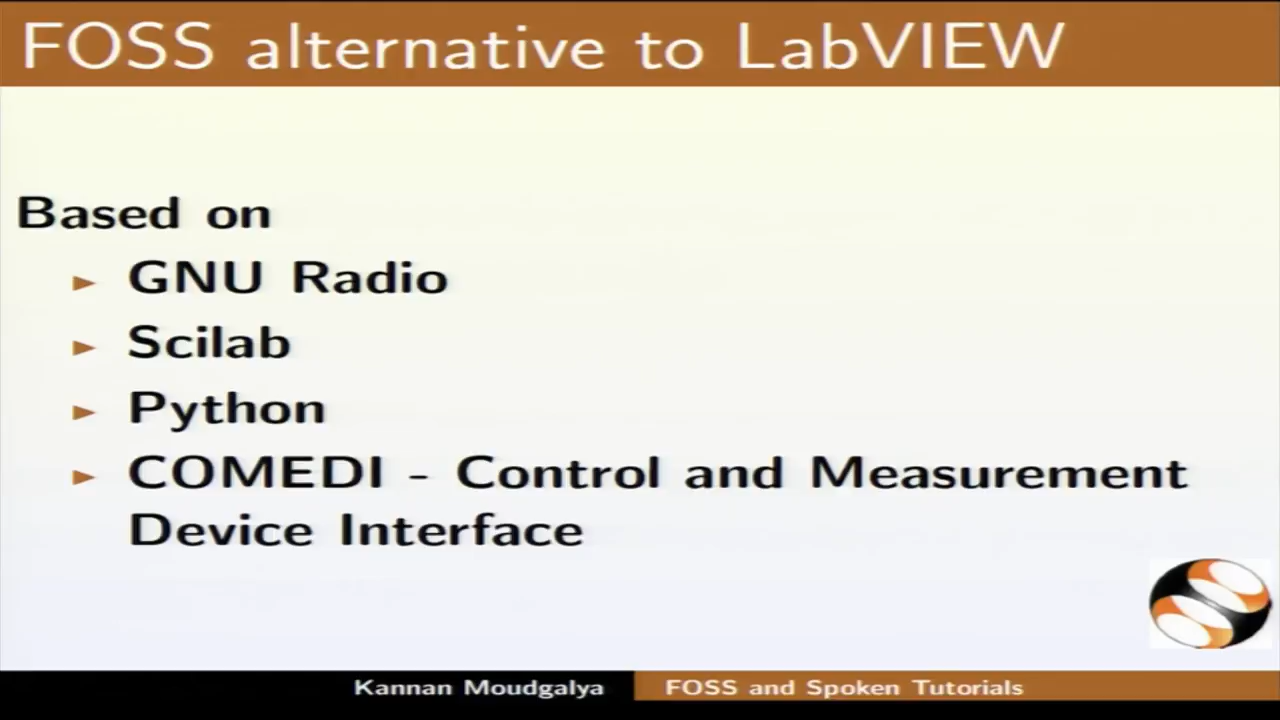 FOSS alternative to LabVIEW
Based on
► GNU Radio
► Scilab
► Python
► COMEDI - Control and Measurement
Device Interface
Kannan Moudgalya
FOSS and Spoken Tutorials